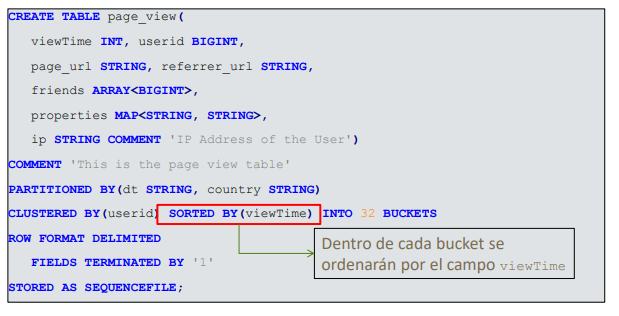 CREATE TABLE page_view(
viewTime INT, userid BIGINT,
page_url STRING, referrer_url STRING,
friends ARRAY<BIGINT>,
properties MAP<STRING, STRING>,
ip STRING COMMENT 'IP Address of the User')
COMMENT 'This is the page view table'
PARTITIONED BY(dt STRING, country STRING)
CLUSTERED BY(userid) SORTED BY(viewTime) INTO 32 BUCKETS
ROW FORMAT DELIMITED
FIELDS TERMINATED BY '1'
STORED AS SEQUENCEFILE;
Dentro de cada bucket se
ordenarán por el campo viewTime